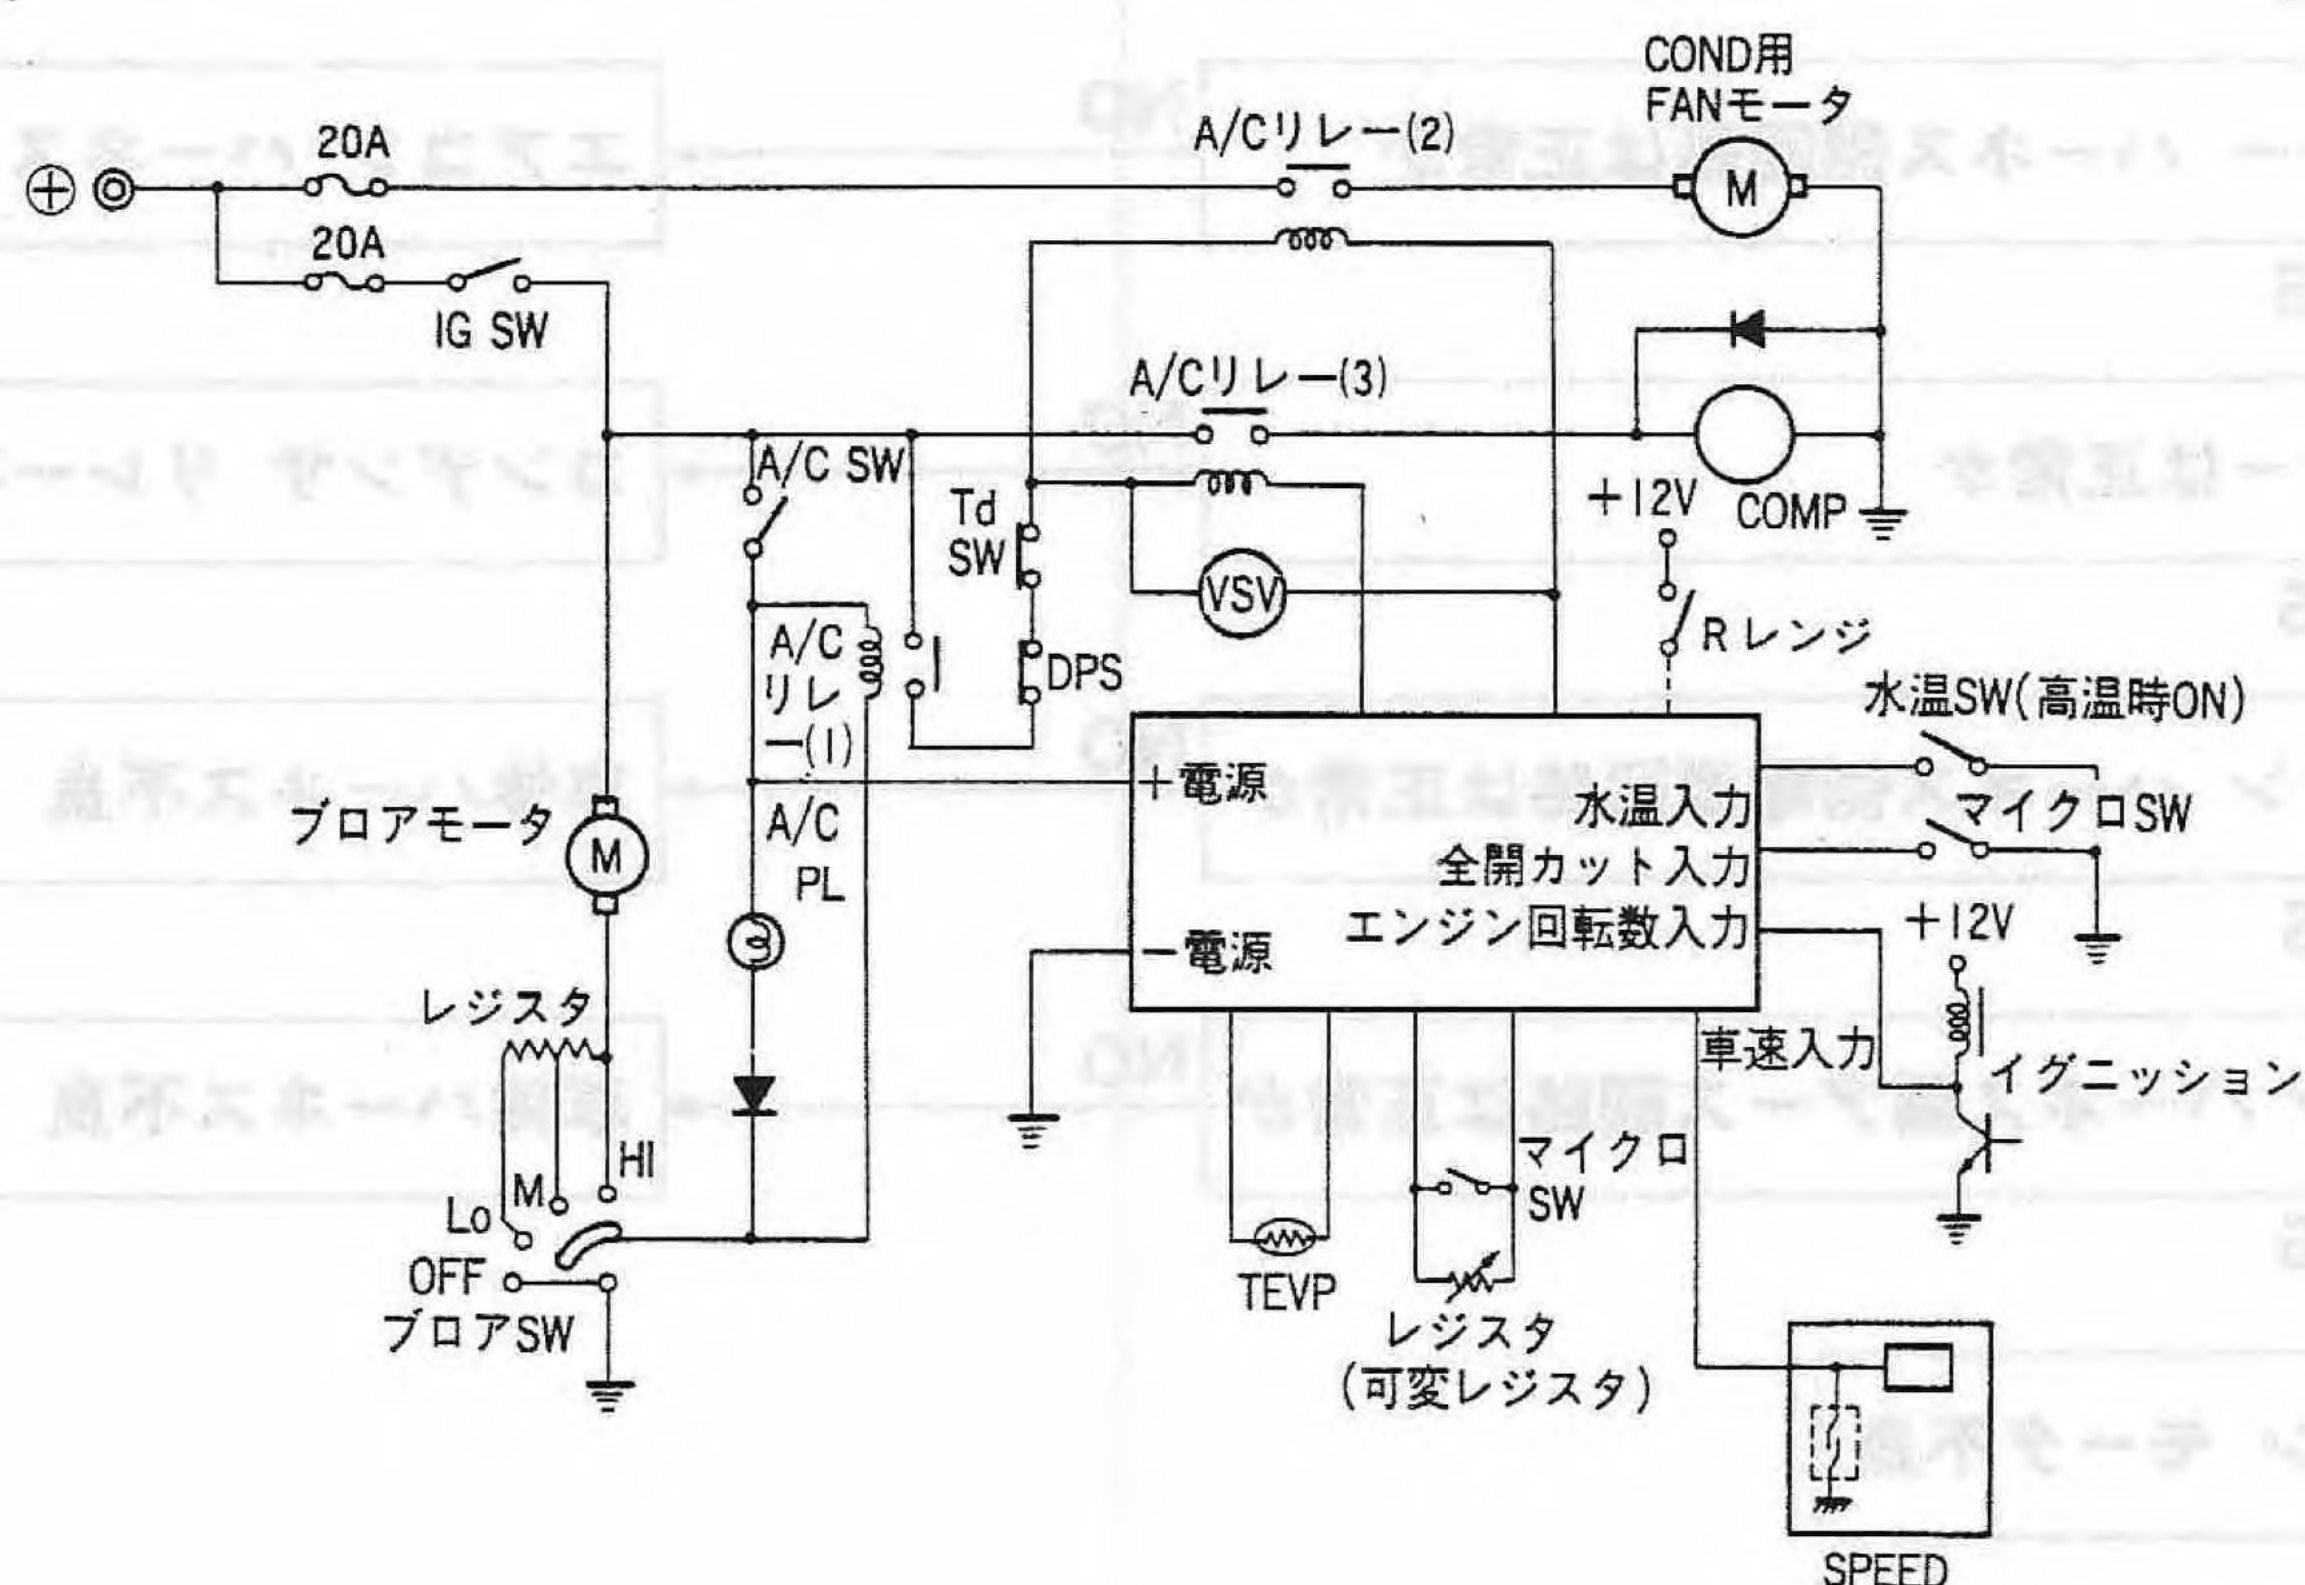 COND用
FANモータ
A/Cリレー(2)
20A
⊕
M
20A
IG SW
A/Cリレー(3)
A/C SW
+12V
COMP
Td
SW
VSV
Rレンジ
A/C
リレ
ー(1)
DPS
水温SW(高温時ON)
+電源
水温入力
マイクロSW
ブロアモータ
M
A/C
PL
全開カット入力
エンジン回転数入力
+12V
−電源
レジスタ
車速入力
イグニッション
HI
M
Lo
マイクロ
SW
OFF
ブロアSW
TEVP
レジスタ
(可変レジスタ)
SPEED